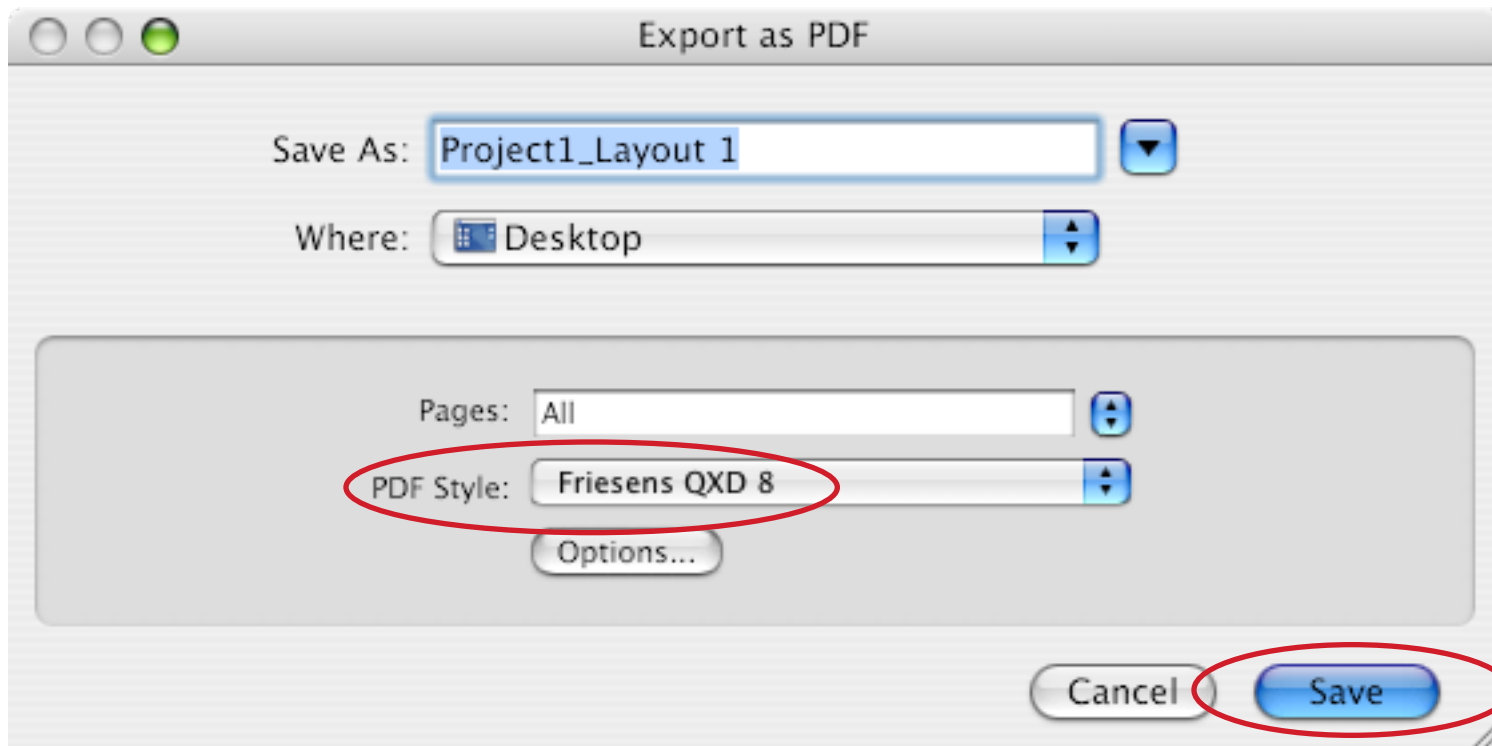 Export as PDF
Save As: Project1_Layout 1
Where: Desktop
Pages: All
PDF Style: Friesens QXD 8
Options...
Cancel Save